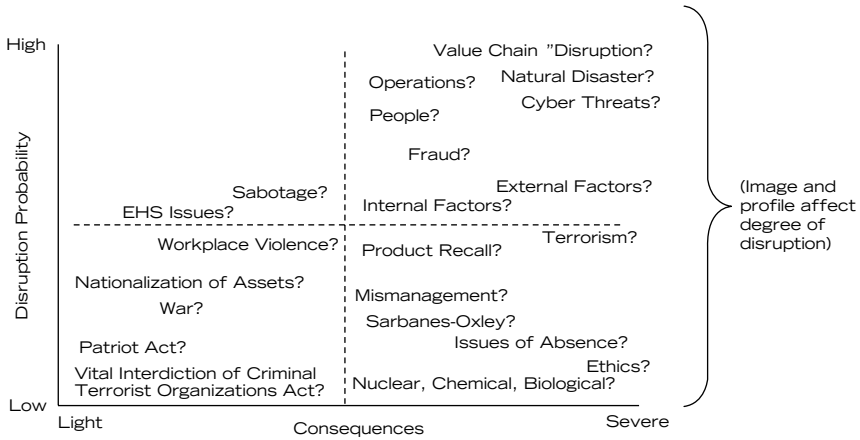 High
Value Chain "Disruption?
Operations?
Natural Disaster?
Cyber Threats?
People?
Fraud?
Sabotage?
External Factors?
EHS Issues?
Internal Factors?
(Image and
profile affect
degree of
disruption)
Disruption Probability
Workplace Violence?
Product Recall?
Terrorism?
Nationalization of Assets?
War?
Mismanagement?
Sarbanes-Oxley?
Patriot Act?
Issues of Absence?
Vital Interdiction of Criminal
Terrorist Organizations Act?
Ethics?
Nuclear, Chemical, Biological?
Low
Light
Consequences
Severe